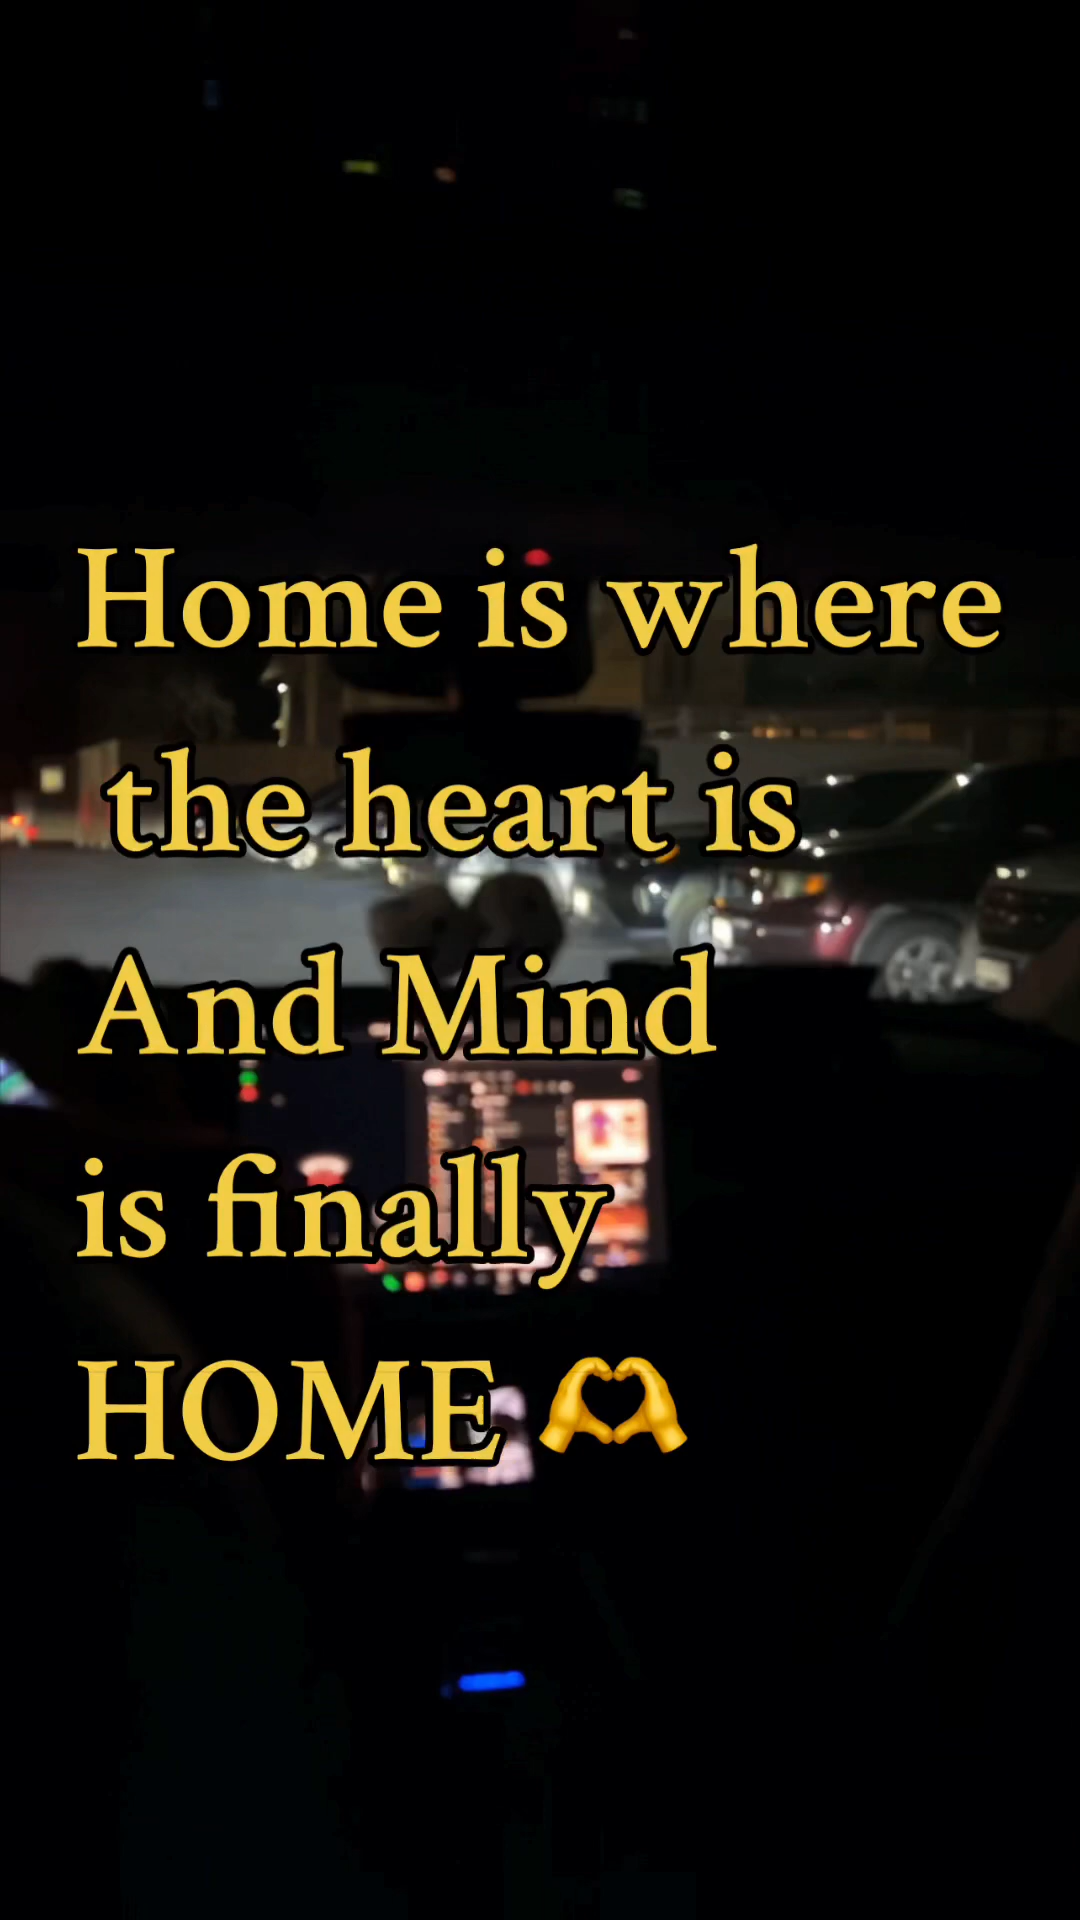 Home is where
the heart is
And Mind
is finally
HOME 🫶